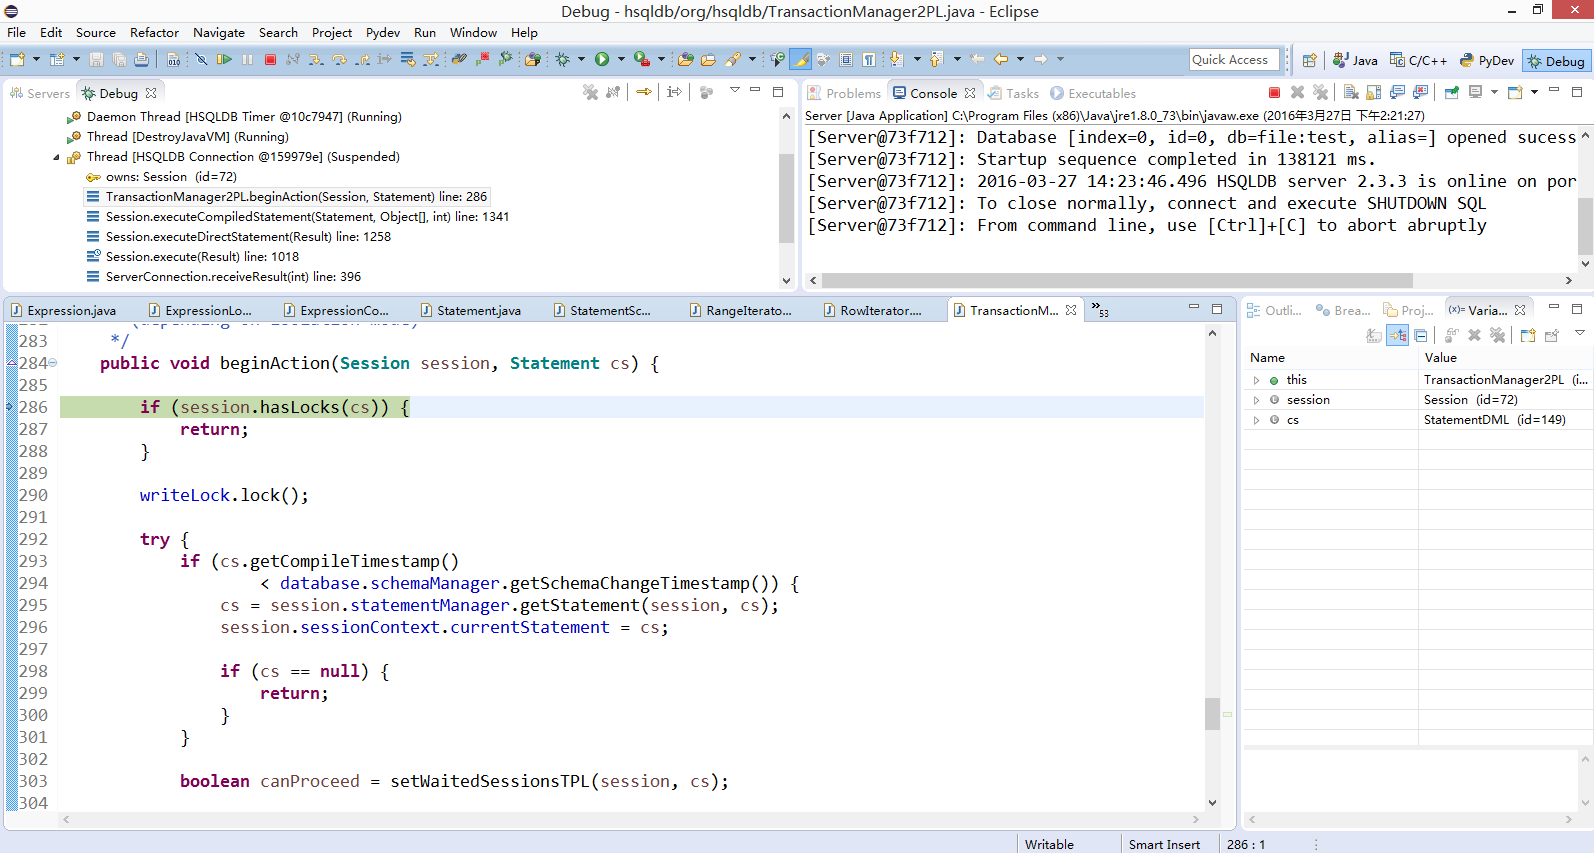 Debug - hsqldb/org/hsqldb/TransactionManager2PL.java - Eclipse
File Edit Source Refactor Navigate Search Project Pydev Run Window Help
Quick Access Java C/C++ PyDev Debug
Servers Debug
Daemon Thread [HSQLDB Timer @10c7947] (Running)
Thread [DestroyJavaVM] (Running)
Thread [HSQLDB Connection @159979e] (Suspended)
owns: Session (id=72)
TransactionManager2PL.beginAction(Session, Statement) line: 286
Session.executeCompiledStatement(Statement, Object[], int) line: 1341
Session.executeDirectStatement(Result) line: 1258
Session.execute(Result) line: 1018
ServerConnection.receiveResult(int) line: 396
Problems Console Tasks Executables
Server [Java Application] C:\Program Files (x86)\Java\jre1.8.0_73\bin\javaw.exe (2016年3月27日 下午2:21:27)
[Server@73f712]: Database [index=0, id=0, db=file:test, alias=] opened sucess
[Server@73f712]: Startup sequence completed in 138121 ms.
[Server@73f712]: 2016-03-27 14:23:46.496 HSQLDB server 2.3.3 is online on por
[Server@73f712]: To close normally, connect and execute SHUTDOWN SQL
[Server@73f712]: From command line, use [Ctrl]+[C] to abort abruptly
Expression.java ExpressionLo... ExpressionCo... Statement.java StatementSc... RangeIterato... RowIterator.... TransactionM... »53
283 */
284 public void beginAction(Session session, Statement cs) {
285
286 if (session.hasLocks(cs)) {
287 return;
288 }
289
290 writeLock.lock();
291
292 try {
293 if (cs.getCompileTimestamp()
294 < database.schemaManager.getSchemaChangeTimestamp()) {
295 cs = session.statementManager.getStatement(session, cs);
296 session.sessionContext.currentStatement = cs;
297
298 if (cs == null) {
299 return;
300 }
301 }
302
303 boolean canProceed = setWaitedSessionsTPL(session, cs);
304
Outli... Brea... Proj... (x)= Varia...
Name Value
this TransactionManager2PL (i...
session Session (id=72)
cs StatementDML (id=149)
Writable Smart Insert 286 : 1